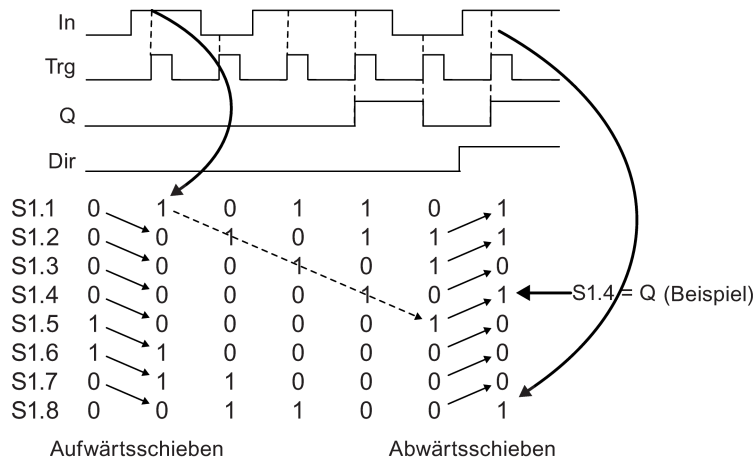 In
Trg
Q
Dir
S1.1 0 1 0 1 1 0 1
S1.2 0 0 1 0 1 1 1
S1.3 0 0 0 1 0 1 0
S1.4 0 0 0 0 1 0 1 S1.4 = Q (Beispiel)
S1.5 1 0 0 0 0 1 0
S1.6 1 1 0 0 0 0 0
S1.7 0 1 1 0 0 0 0
S1.8 0 0 1 1 0 0 1
Aufwärtsschieben Abwärtsschieben